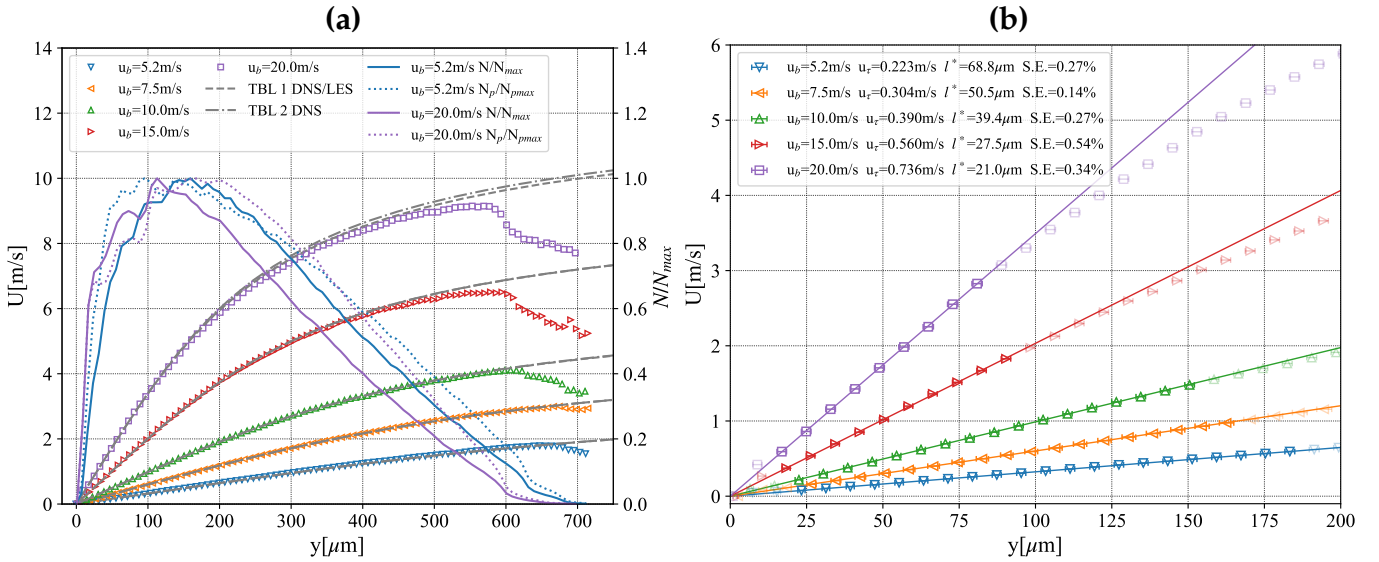 (a)
14
12
10
8
6
4
2
0
U[m/s]
u_b=5.2m/s
u_b=7.5m/s
u_b=10.0m/s
u_b=15.0m/s
u_b=20.0m/s
TBL 1 DNS/LES
TBL 2 DNS
u_b=5.2m/s N/N_max
u_b=5.2m/s N_p/N_pmax
u_b=20.0m/s N/N_max
u_b=20.0m/s N_p/N_pmax
1.4
1.2
1.0
0.8
0.6
0.4
0.2
0.0
N/N_max
0 100 200 300 400 500 600 700
y[μm]
(b)
6
5
4
3
2
1
0
U[m/s]
u_b=5.2m/s u_τ=0.223m/s l*=68.8μm S.E.=0.27%
u_b=7.5m/s u_τ=0.304m/s l*=50.5μm S.E.=0.14%
u_b=10.0m/s u_τ=0.390m/s l*=39.4μm S.E.=0.27%
u_b=15.0m/s u_τ=0.560m/s l*=27.5μm S.E.=0.54%
u_b=20.0m/s u_τ=0.736m/s l*=21.0μm S.E.=0.34%
0 25 50 75 100 125 150 175 200
y[μm]